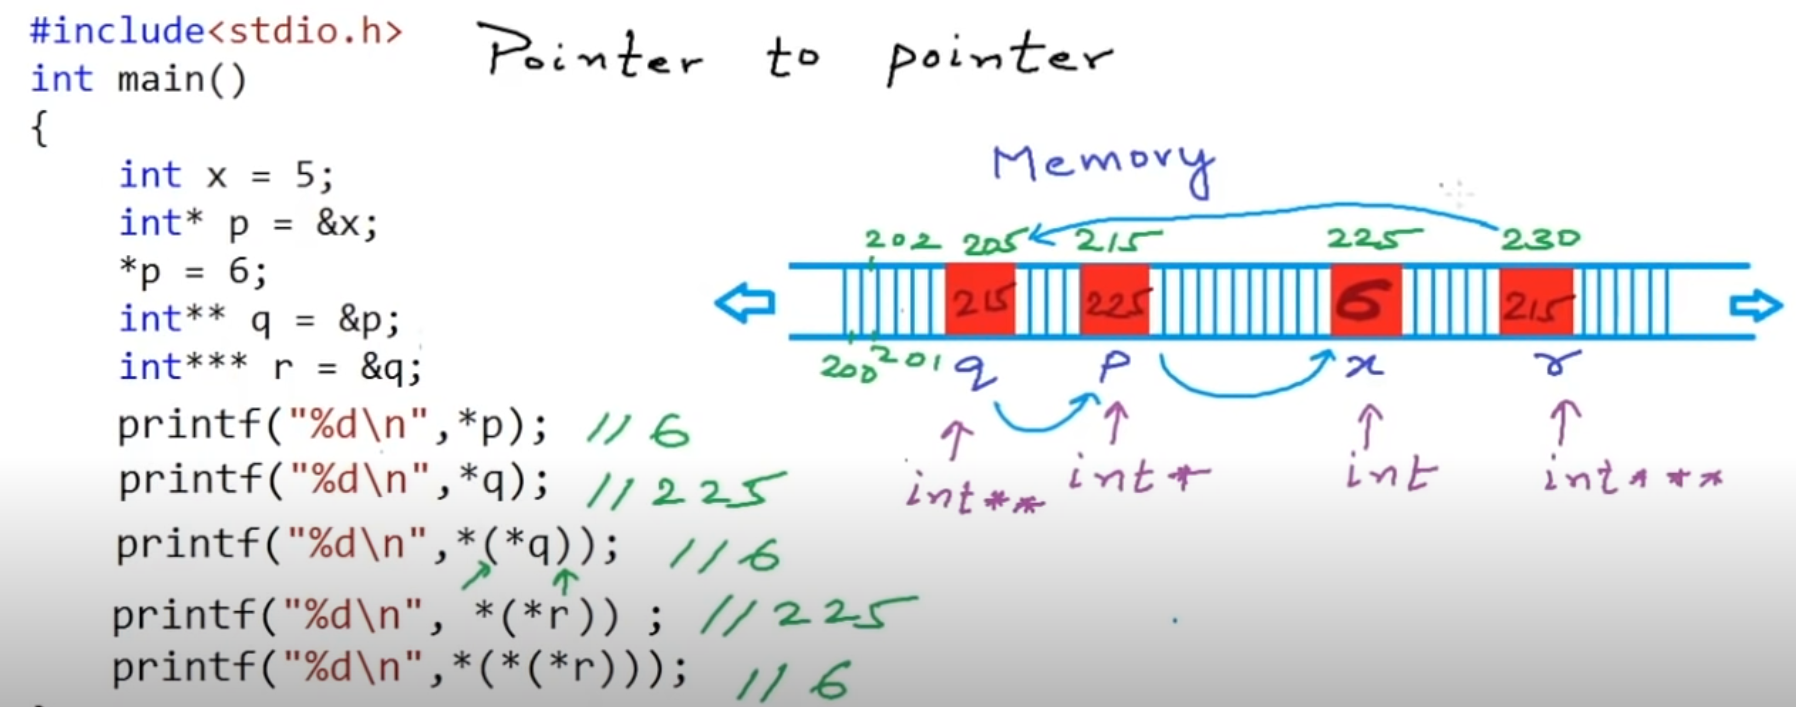 #include<stdio.h>
Pointer to pointer
int main()
{
int x = 5;
int* p = &x;
*p = 6;
int** q = &p;
int*** r = &q;
printf("%d\n",*p); // 6
printf("%d\n",*q); // 225
printf("%d\n",*(*q)); // 6
printf("%d\n", *(*r)) ; // 225
printf("%d\n",*(*(*r))); // 6
Memory
202 205 215 225 230
215 225 6 215
200 201 q p x r
int** int* int int***